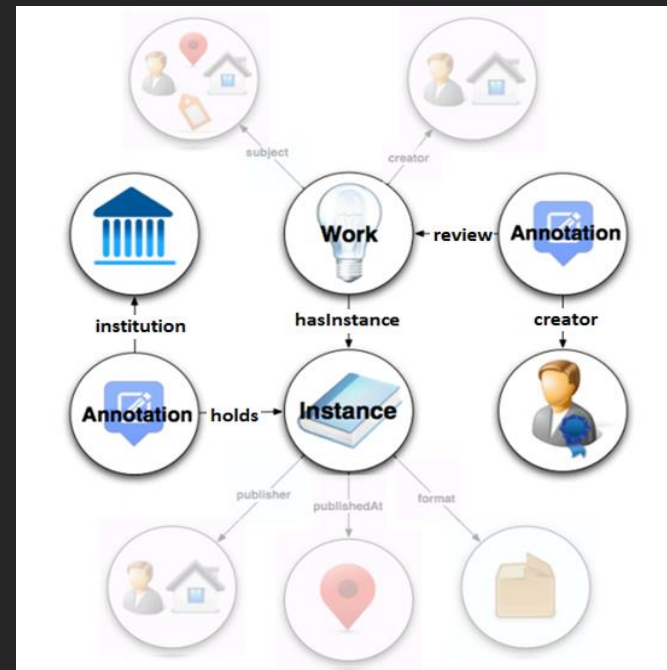 subject
creator
Work
review
Annotation
institution
hasInstance
creator
Annotation
holds
Instance
publisher
publishedAt
format